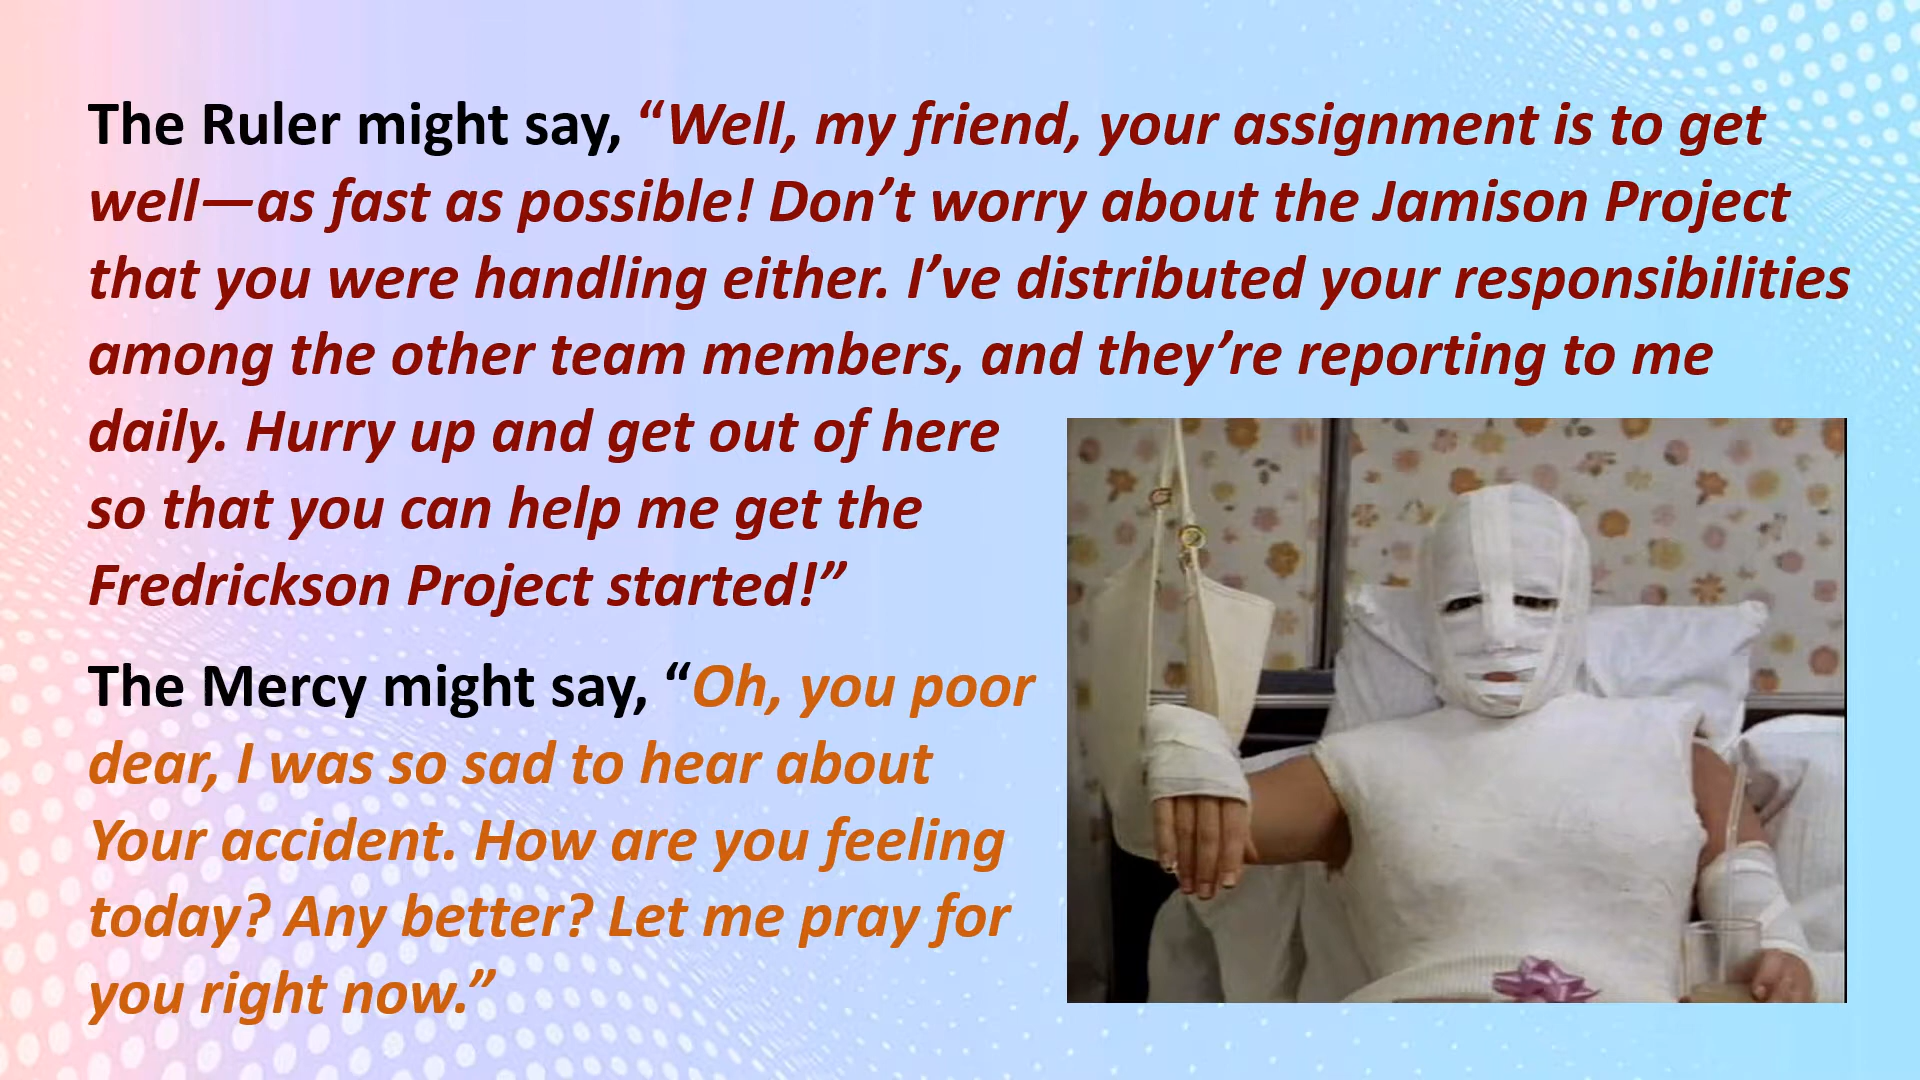 The Ruler might say, “Well, my friend, your assignment is to get
well—as fast as possible! Don’t worry about the Jamison Project
that you were handling either. I’ve distributed your responsibilities
among the other team members, and they’re reporting to me
daily. Hurry up and get out of here
so that you can help me get the
Fredrickson Project started!”
The Mercy might say, “Oh, you poor
dear, I was so sad to hear about
Your accident. How are you feeling
today? Any better? Let me pray for
you right now.”